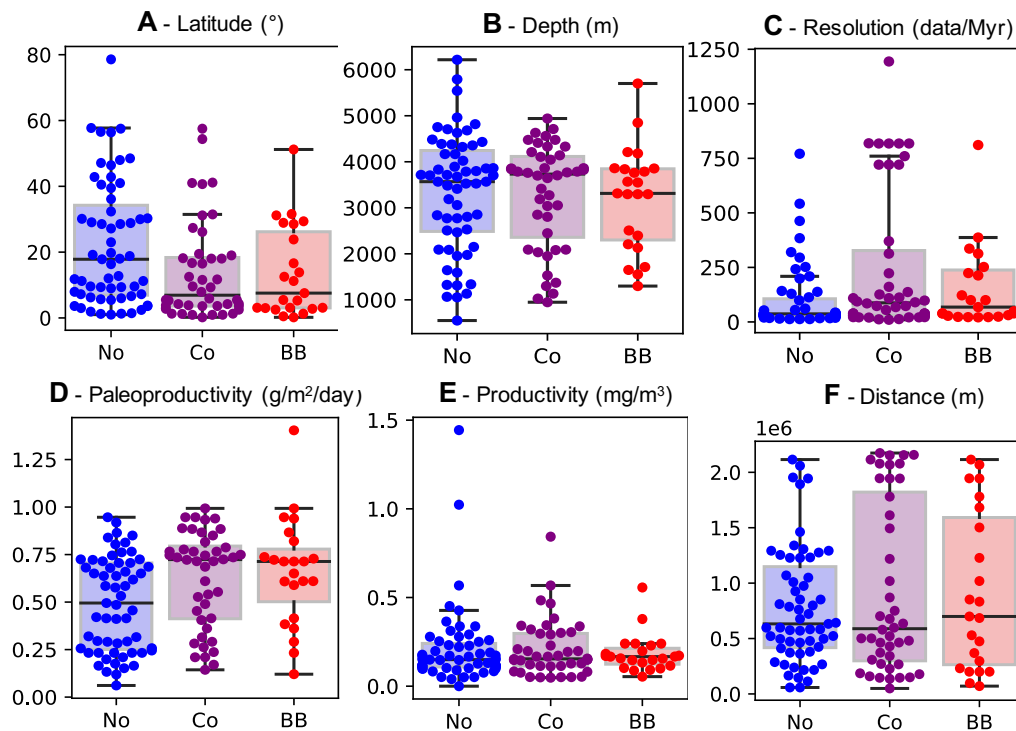 A - Latitude (°)
80
60
40
20
0
No Co BB
B - Depth (m)
6000
5000
4000
3000
2000
1000
No Co BB
C - Resolution (data/Myr)
1250
1000
750
500
250
0
No Co BB
D - Paleoproductivity (g/m²/day)
1.25
1.00
0.75
0.50
0.25
0.00
No Co BB
E - Productivity (mg/m³)
1.5
1.0
0.5
0.0
No Co BB
F - Distance (m)
1e6
2.0
1.5
1.0
0.5
0.0
No Co BB